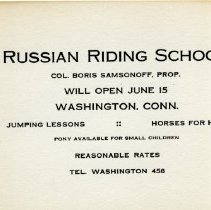 RUSSIAN RIDING SCHOO
COL. BORIS SAMSONOFF, PROP.
WILL OPEN JUNE 15
WASHINGTON, CONN.
JUMPING LESSONS :: HORSES FOR H
PONY AVAILABLE FOR SMALL CHILDREN
REASONABLE RATES
TEL. WASHINGTON 458